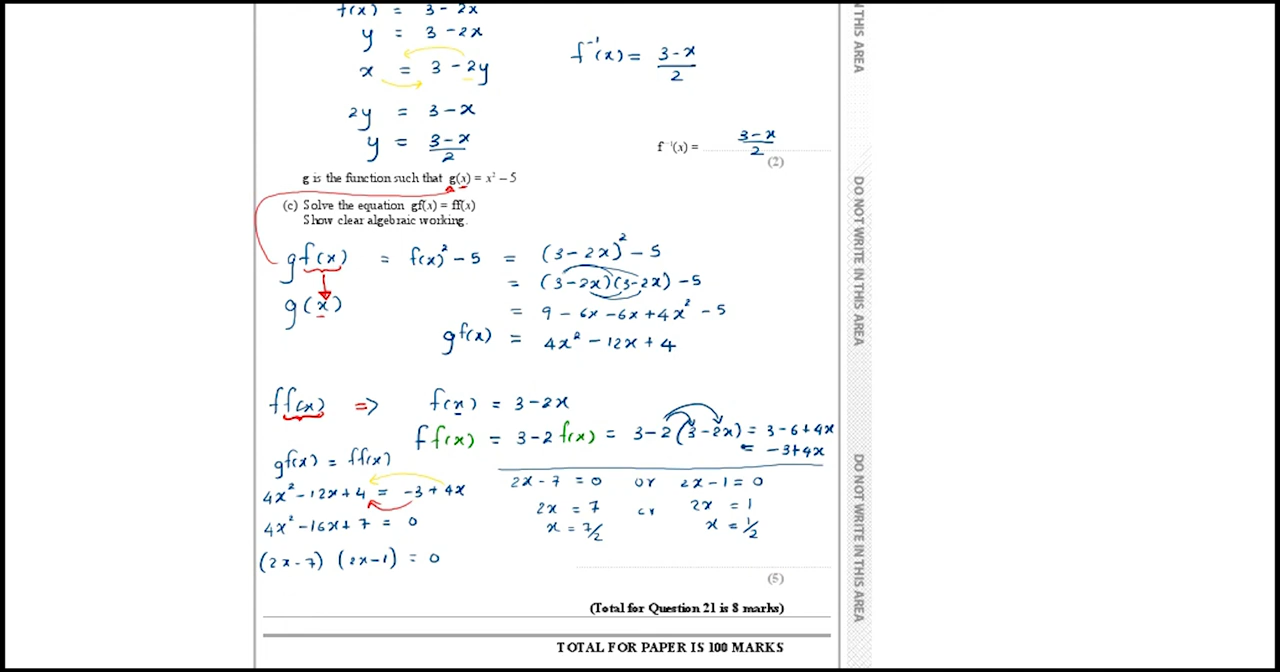 f(x) = 3 - 2x
y = 3 - 2x
x = 3 - 2y
2y = 3 - x
y = (3 - x)/2
f⁻¹(x) = (3 - x)/2
f⁻¹(x) = (3 - x)/2
(2)
g is the function such that g(x) = x² – 5
(c) Solve the equation gf(x) = ff(x)
Show clear algebraic working.
gf(x) = f(x)² - 5 = (3 - 2x)² - 5
= (3 - 2x)(3 - 2x) - 5
g(x)
= 9 - 6x - 6x + 4x² - 5
gf(x) = 4x² - 12x + 4
ff(x) => f(x) = 3 - 2x
ff(x) = 3 - 2f(x) = 3 - 2(3 - 2x) = 3 - 6 + 4x
= -3 + 4x
gf(x) = ff(x)
4x² - 12x + 4 = -3 + 4x
4x² - 16x + 7 = 0
(2x - 7) (2x - 1) = 0
2x - 7 = 0 or 2x - 1 = 0
2x = 7 or 2x = 1
x = 7/2 x = 1/2
(5)
(Total for Question 21 is 8 marks)
TOTAL FOR PAPER IS 100 MARKS
N THIS AREA
DO NOT WRITE IN THIS AREA
DO NOT WRITE IN THIS AREA